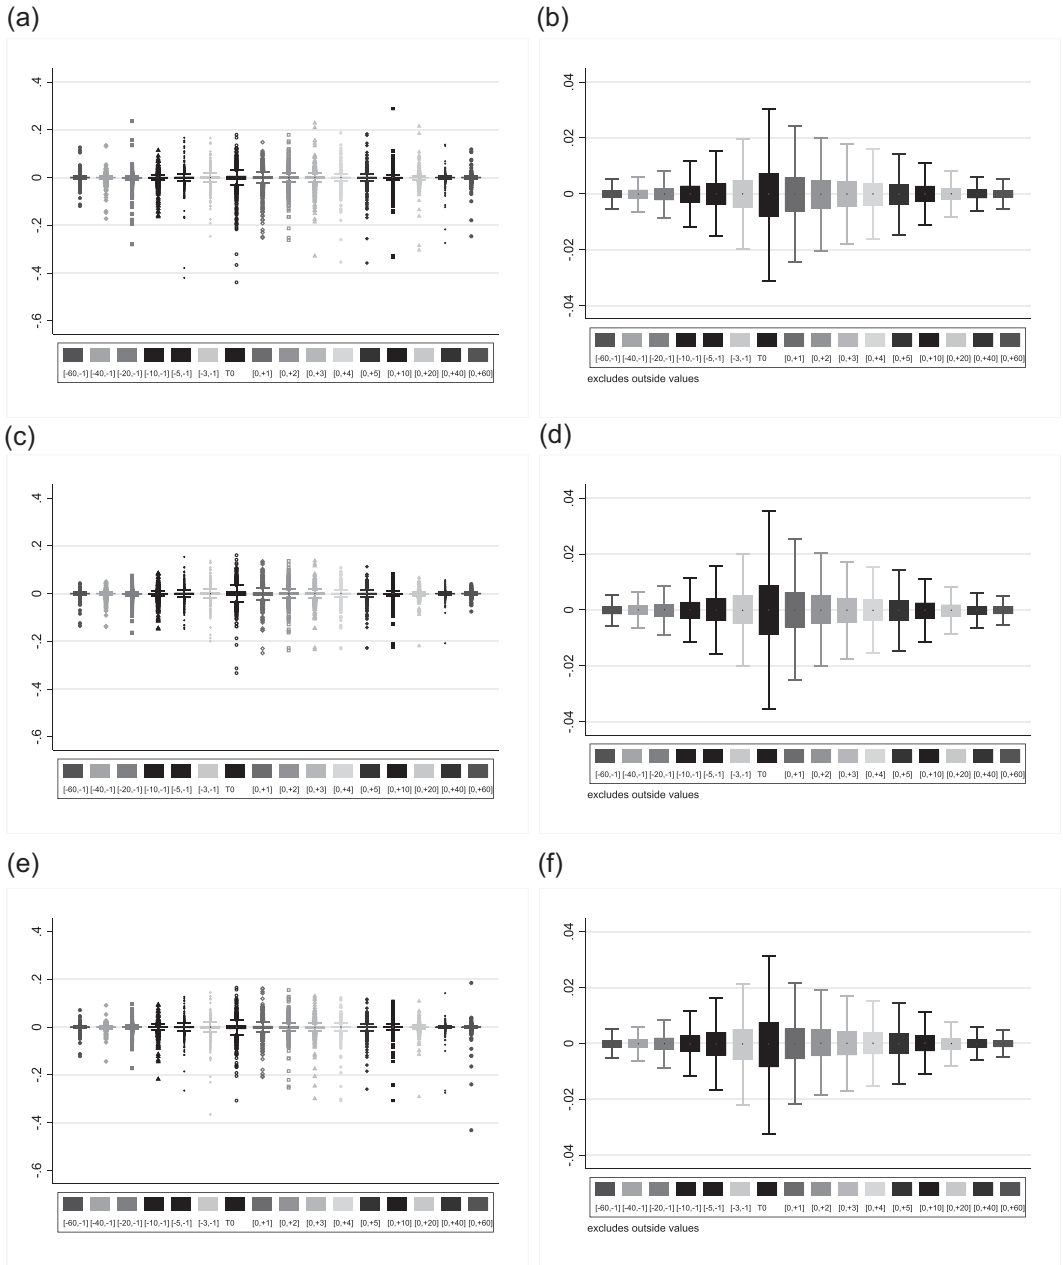 (a)
.4
.2
0
-.2
-.4
-.6
[-60,-1] [-40,-1] [-20,-1] [-10,-1] [-5,-1] [-3,-1] T0 [0,+1] [0,+2] [0,+3] [0,+4] [0,+5] [0,+10] [0,+20] [0,+40] [0,+60]
(b)
.04
.02
0
-.02
-.04
[-60,-1] [-40,-1] [-20,-1] [-10,-1] [-5,-1] [-3,-1] T0 [0,+1] [0,+2] [0,+3] [0,+4] [0,+5] [0,+10] [0,+20] [0,+40] [0,+60]
excludes outside values
(c)
.4
.2
0
-.2
-.4
-.6
[-60,-1] [-40,-1] [-20,-1] [-10,-1] [-5,-1] [-3,-1] T0 [0,+1] [0,+2] [0,+3] [0,+4] [0,+5] [0,+10] [0,+20] [0,+40] [0,+60]
(d)
.04
.02
0
-.02
-.04
[-60,-1] [-40,-1] [-20,-1] [-10,-1] [-5,-1] [-3,-1] T0 [0,+1] [0,+2] [0,+3] [0,+4] [0,+5] [0,+10] [0,+20] [0,+40] [0,+60]
excludes outside values
(e)
.4
.2
0
-.2
-.4
-.6
[-60,-1] [-40,-1] [-20,-1] [-10,-1] [-5,-1] [-3,-1] T0 [0,+1] [0,+2] [0,+3] [0,+4] [0,+5] [0,+10] [0,+20] [0,+40] [0,+60]
(f)
.04
.02
0
-.02
-.04
[-60,-1] [-40,-1] [-20,-1] [-10,-1] [-5,-1] [-3,-1] T0 [0,+1] [0,+2] [0,+3] [0,+4] [0,+5] [0,+10] [0,+20] [0,+40] [0,+60]
excludes outside values